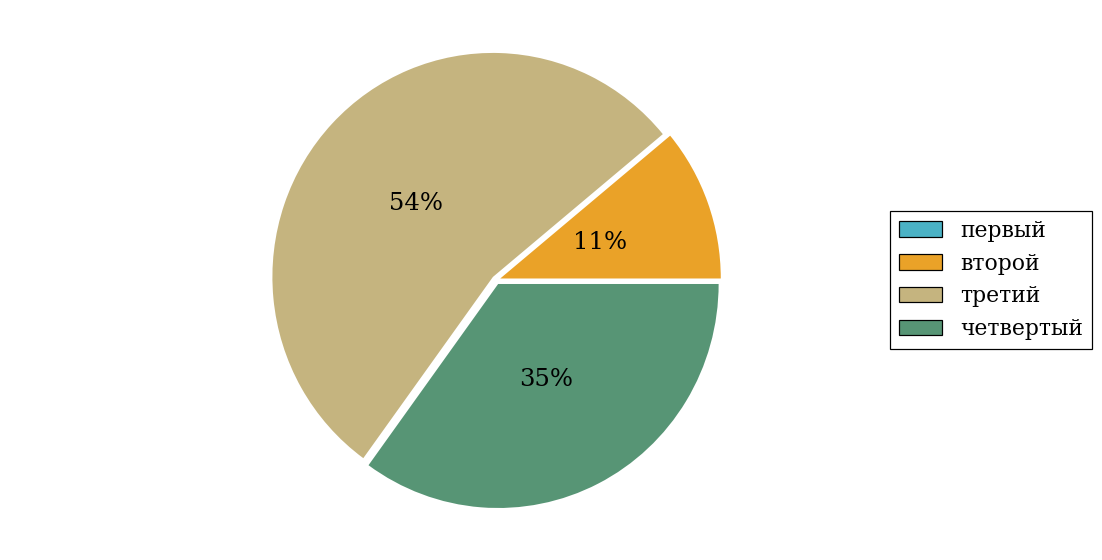 54%
11%
35%
первый
второй
третий
четвертый